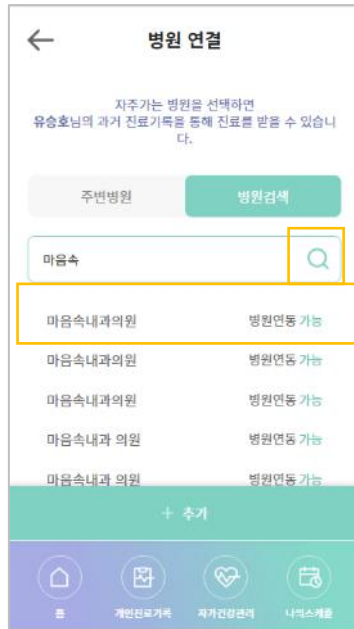 병원 연결
자주가는 병원을 선택하면
유승호님의 과거 진료기록을 통해 진료를 받을 수 있습니
다.
주변병원 병원검색
마음속
마음속내과의원 병원연동 가능
마음속내과의원 병원연동 가능
마음속내과의원 병원연동 가능
마음속내과 의원 병원연동 가능
마음속내과 의원 병원연동 가능
+ 추가
홈 개인진료기록 자가건강관리 나의스케줄